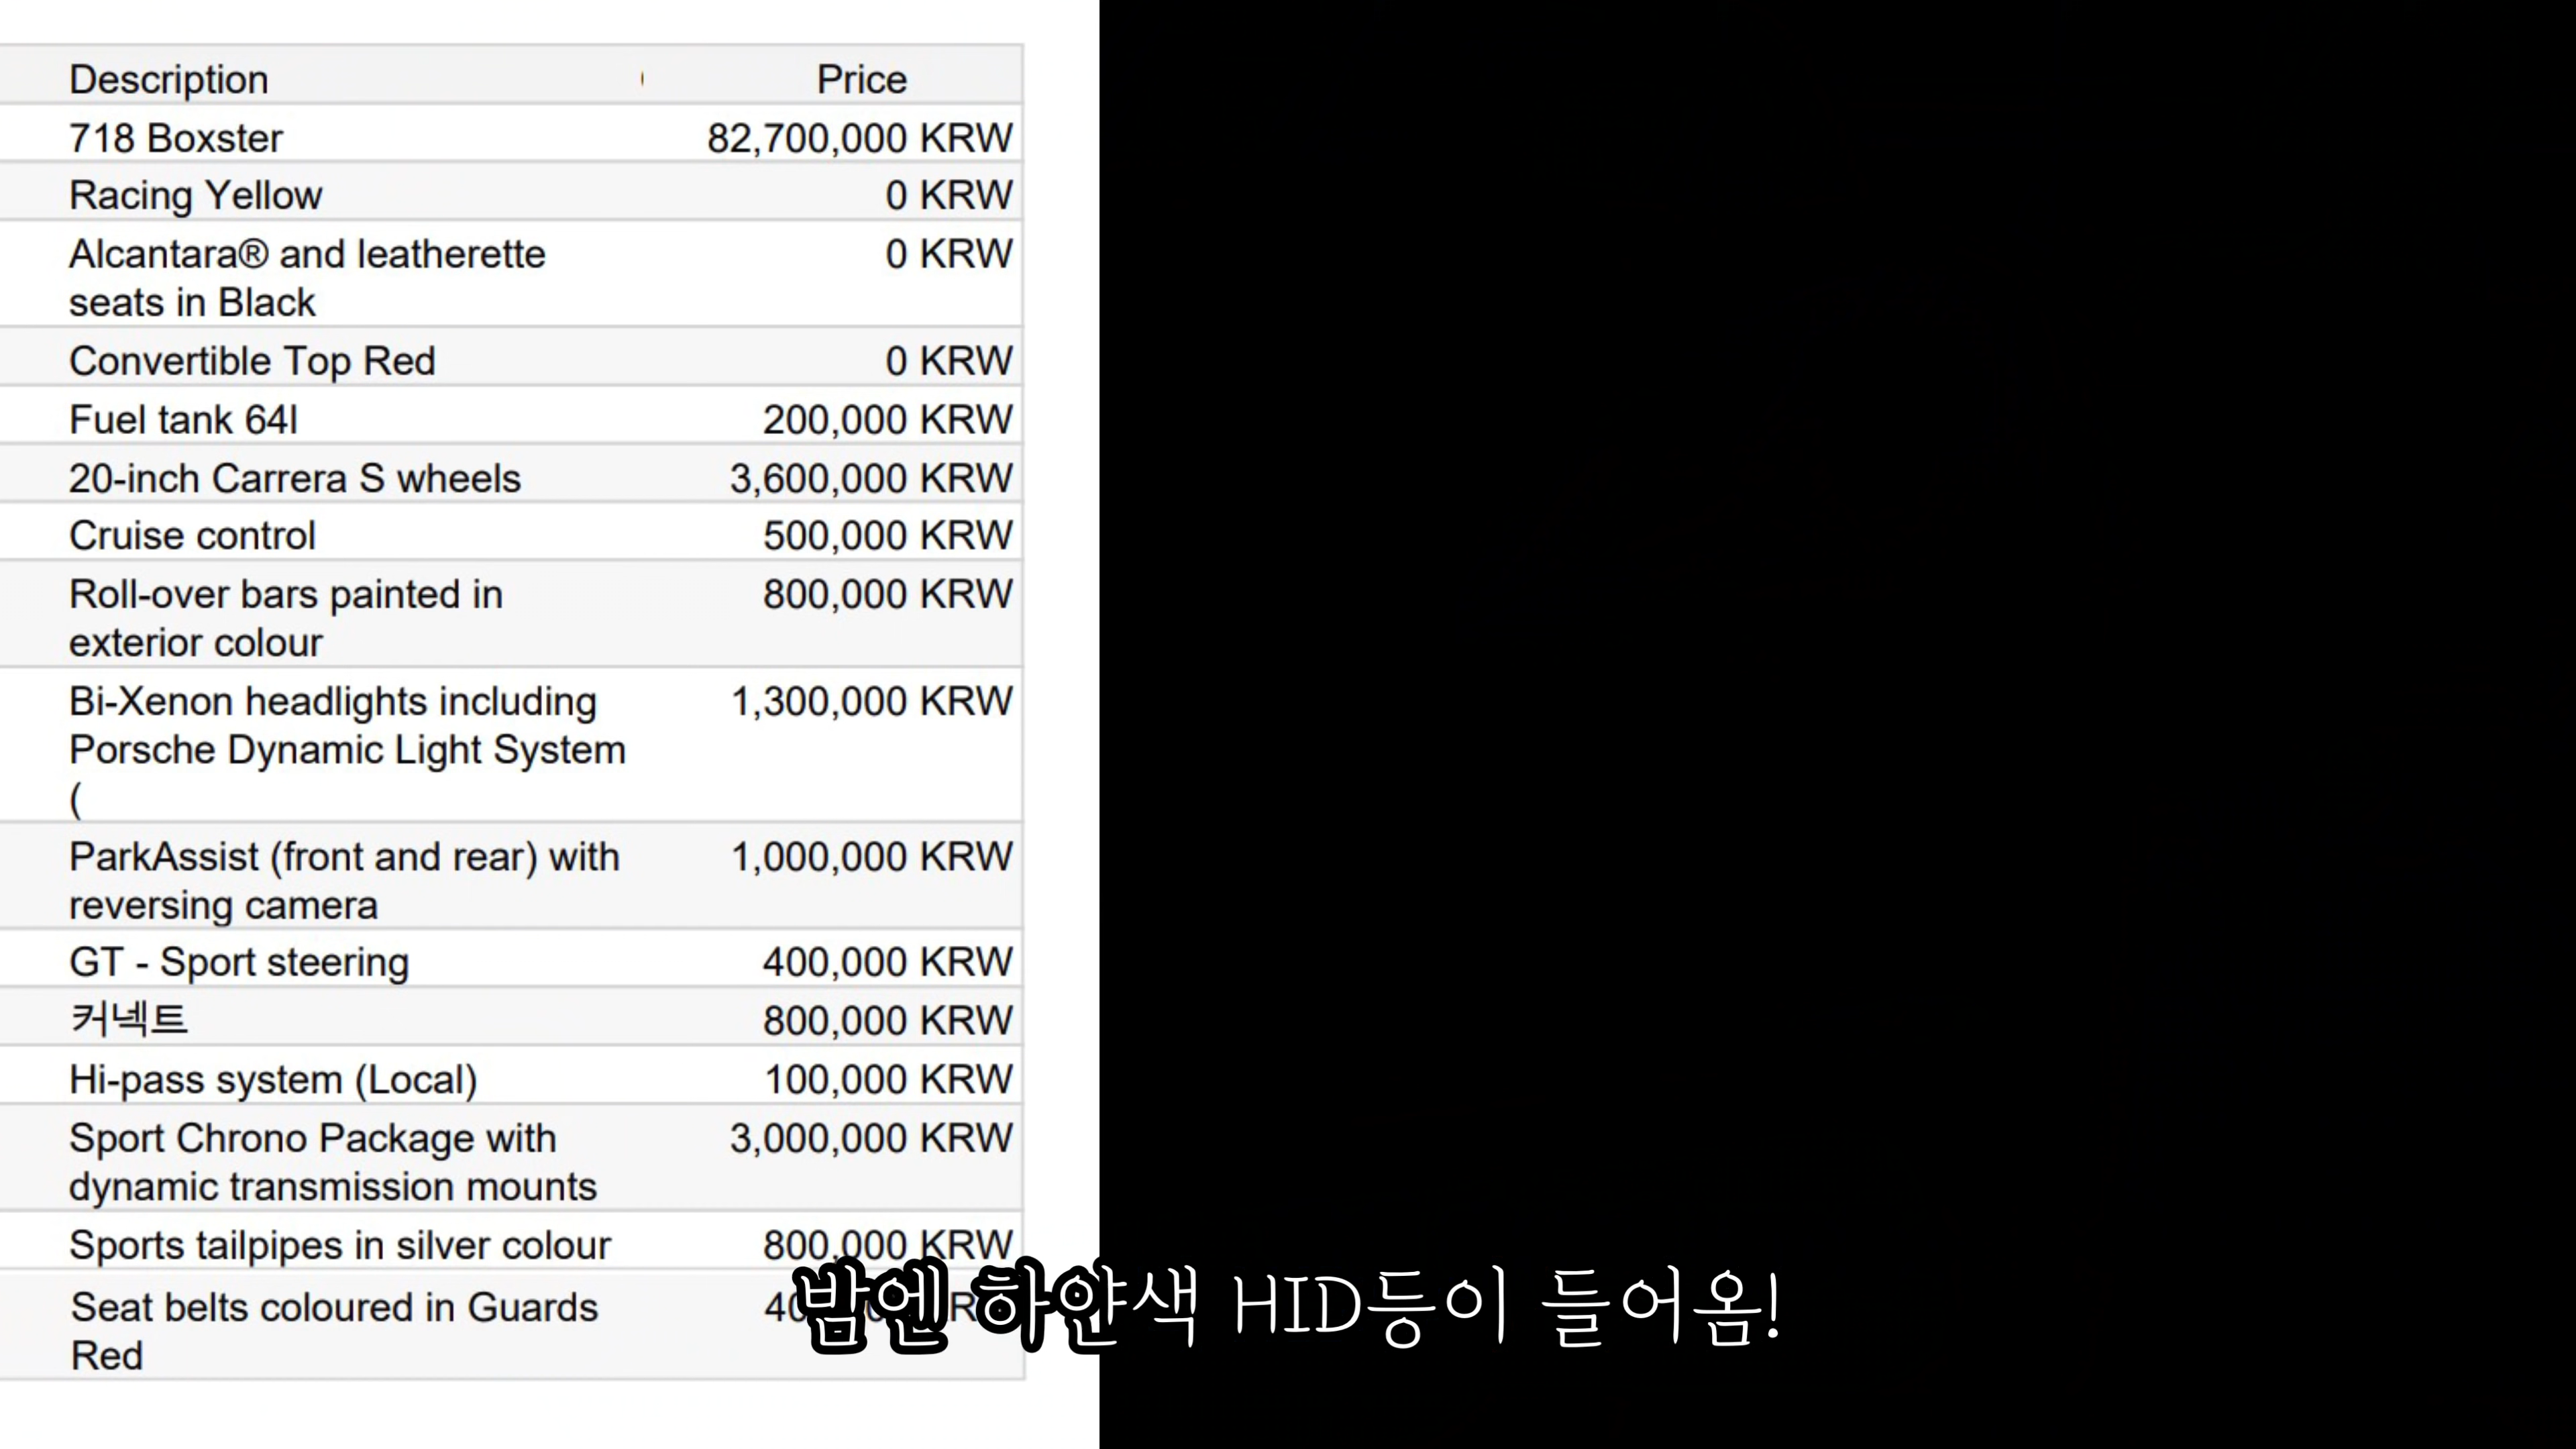 Description Price
718 Boxster 82,700,000 KRW
Racing Yellow 0 KRW
Alcantara® and leatherette 0 KRW
seats in Black
Convertible Top Red 0 KRW
Fuel tank 64l 200,000 KRW
20-inch Carrera S wheels 3,600,000 KRW
Cruise control 500,000 KRW
Roll-over bars painted in 800,000 KRW
exterior colour
Bi-Xenon headlights including 1,300,000 KRW
Porsche Dynamic Light System
(
ParkAssist (front and rear) with 1,000,000 KRW
reversing camera
GT - Sport steering 400,000 KRW
커넥트 800,000 KRW
Hi-pass system (Local) 100,000 KRW
Sport Chrono Package with 3,000,000 KRW
dynamic transmission mounts
Sports tailpipes in silver colour 800,000 KRW
Seat belts coloured in Guards
Red
밤엔 하얀색 HID등이 들어옴!